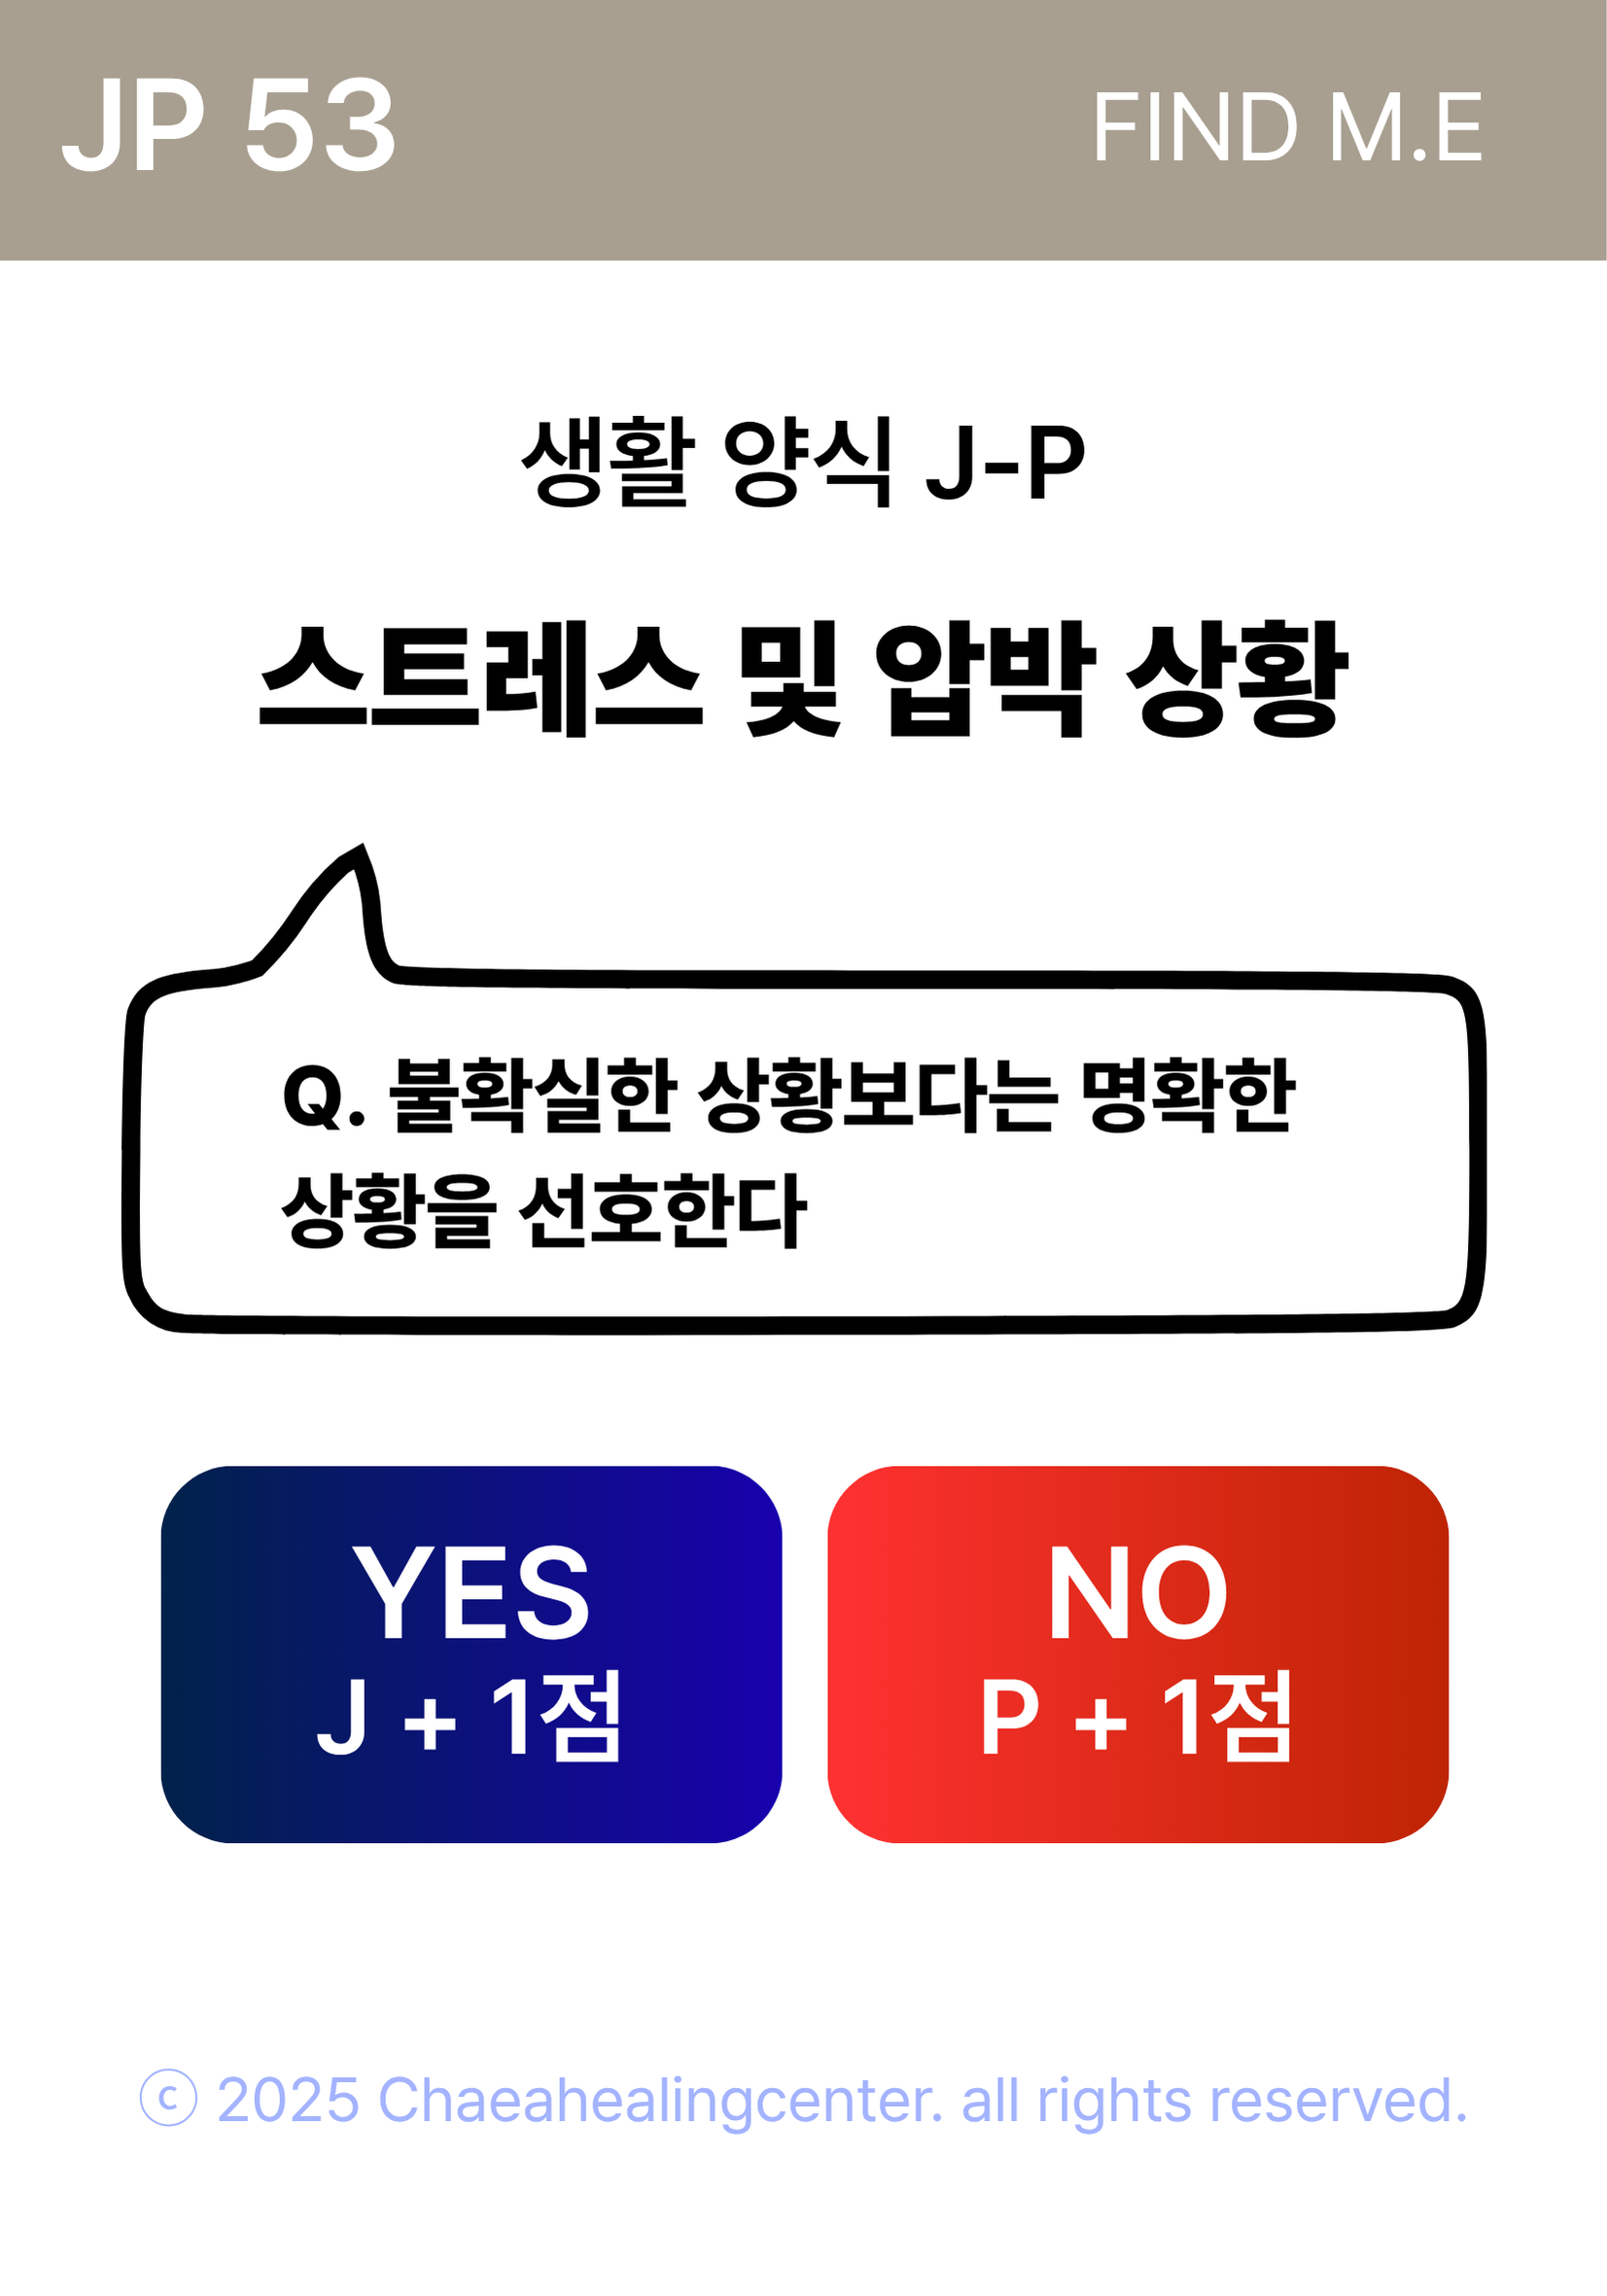 JP 53
FIND M.E
생활 양식 J-P
스트레스 및 압박 상황
Q. 불확실한 상황보다는 명확한
상황을 선호한다
YES
J + 1점
NO
P + 1점
© 2025 Chaeahealingcenter. all rights reserved.